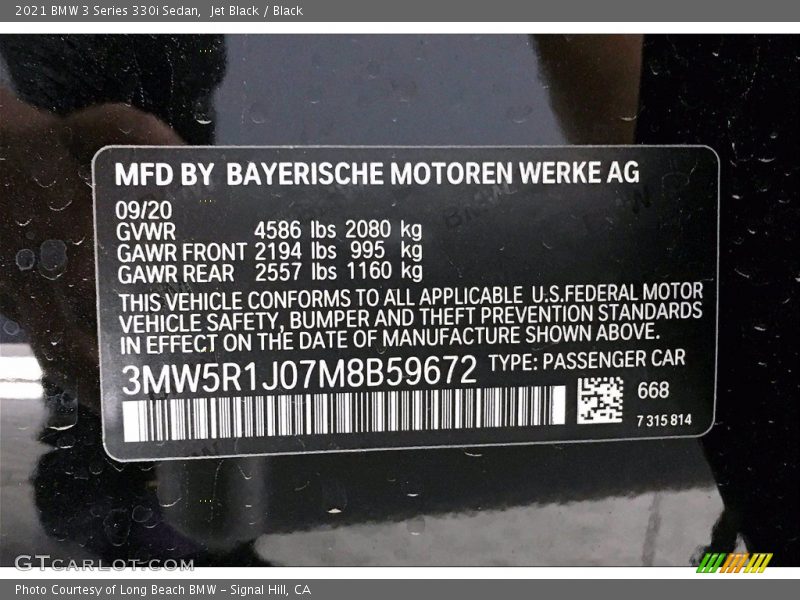 2021 BMW 3 Series 330i Sedan,  Jet Black / Black
MFD BY BAYERISCHE MOTOREN WERKE AG
09/20
GVWR 4586 lbs 2080 kg
GAWR FRONT 2194 lbs 995 kg
GAWR REAR 2557 lbs 1160 kg
THIS VEHICLE CONFORMS TO ALL APPLICABLE U.S.FEDERAL MOTOR
VEHICLE SAFETY, BUMPER AND THEFT PREVENTION STANDARDS
IN EFFECT ON THE DATE OF MANUFACTURE SHOWN ABOVE.
3MW5R1J07M8B59672 TYPE: PASSENGER CAR
668
7 315 814
GTCARLOT.COM
Photo Courtesy of Long Beach BMW – Signal Hill, CA